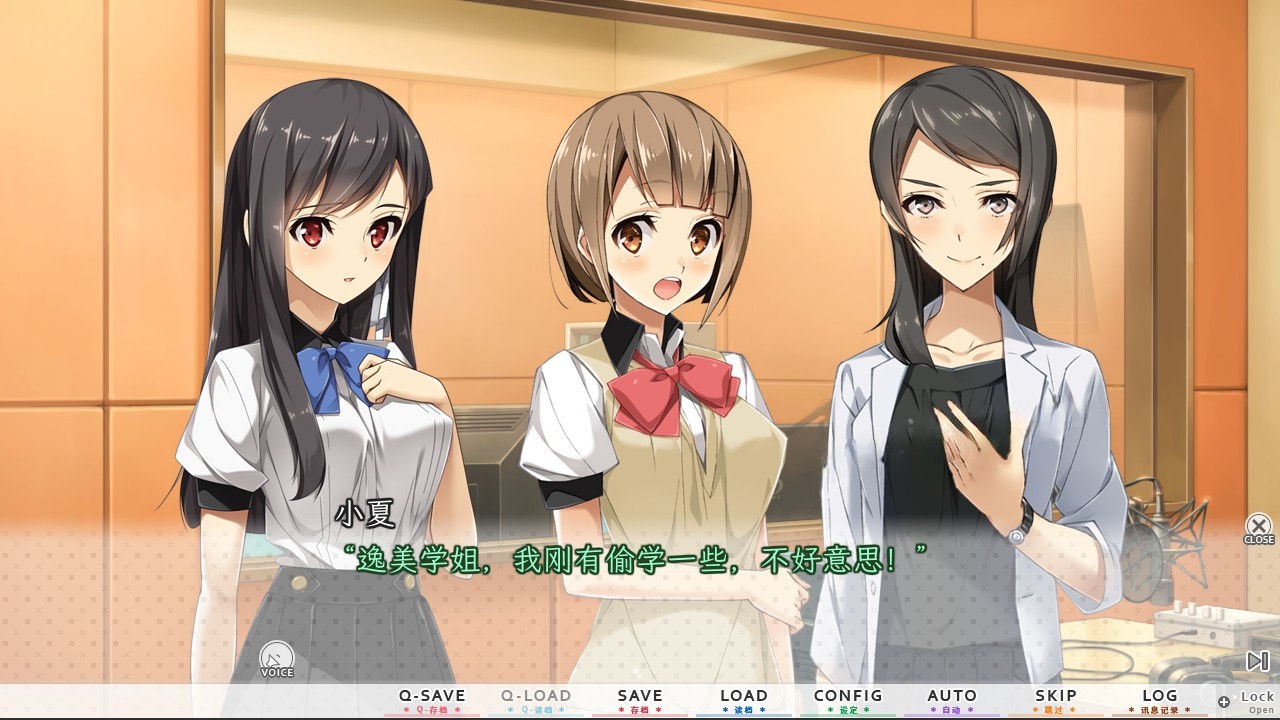 小夏
“逸美学姐，我刚有偷学一些，不好意思！”
CLOSE
VOICE
Q-SAVE Q-LOAD SAVE LOAD CONFIG AUTO SKIP LOG Lock
Q-存档 Q-读档 存档 读档 设定 自动 跳过 讯息记录 Open